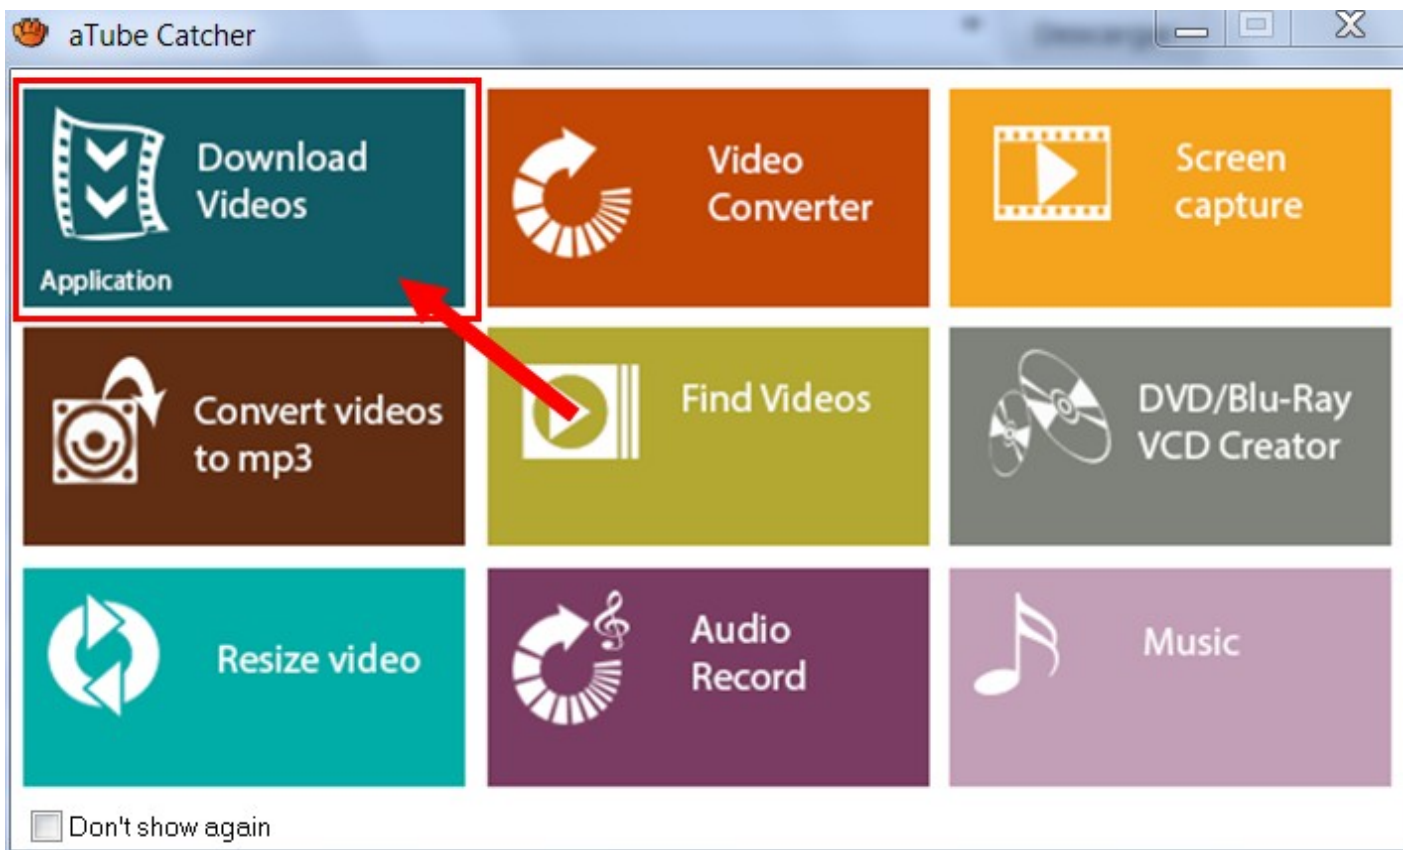 aTube Catcher
Download
Videos
Application
Video
Converter
Screen
capture
Convert videos
to mp3
Find Videos
DVD/Blu-Ray
VCD Creator
Resize video
Audio
Record
Music
Don't show again